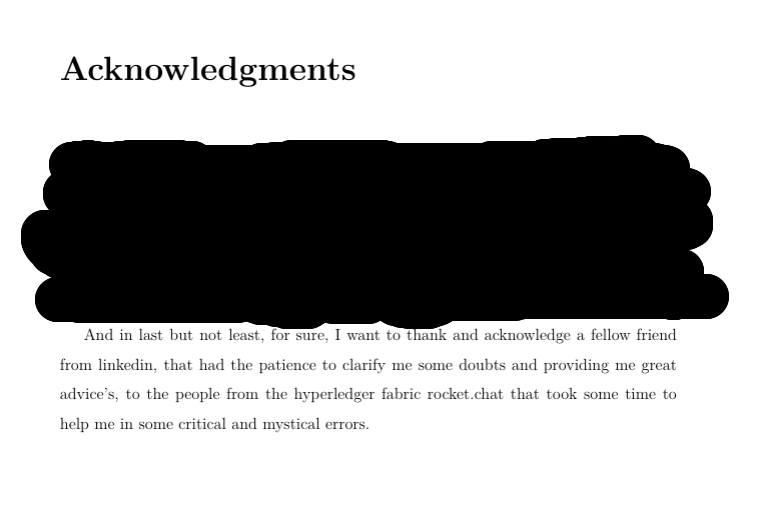 Acknowledgments
And in last but not least, for sure, I want to thank and acknowledge a fellow friend
from linkedin, that had the patience to clarify me some doubts and providing me great
advice's, to the people from the hyperledger fabric rocket.chat that took some time to
help me in some critical and mystical errors.